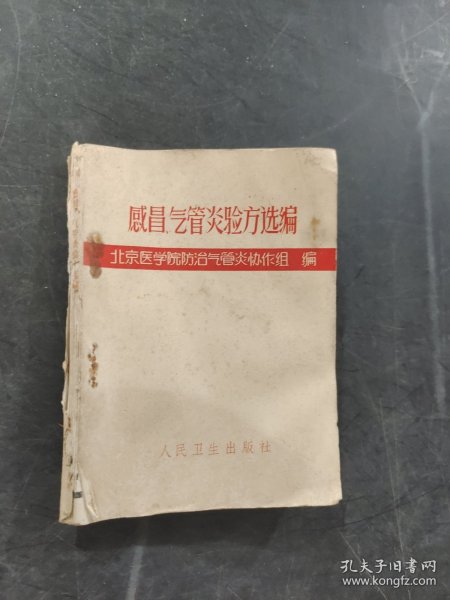 感冒、气管炎验方选编
北京医学院防治气管炎协作组 编
人民卫生出版社
孔夫子旧书网
www.kongfz.com